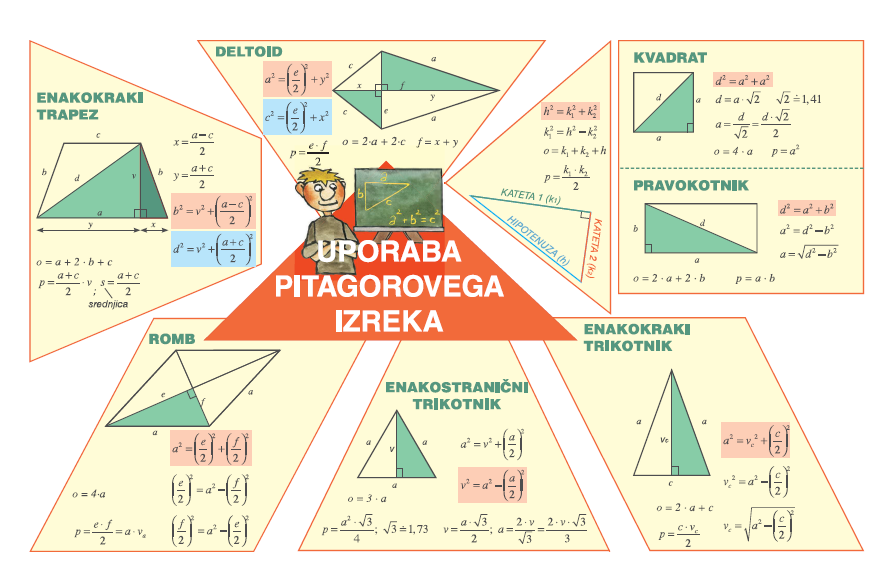 ENAKOKRAKI
TRAPEZ
c
b
d
v
b
a
y
x
x = (a−c)/2
y = (a+c)/2
b² = v² + ((a−c)/2)²
d² = v² + ((a+c)/2)²
o = a + 2 · b + c
p = (a+c)/2 · v ; s = (a+c)/2
srednjica
DELTOID
a² = (e/2)² + y²
c² = (e/2)² + x²
p = (e · f)/2
o = 2·a + 2·c f = x + y
c
a
x
f
y
e
c
a
a
b
c
a² + b² = c²
UPORABA
PITAGOROVEGA
IZREKA
h² = k₁² + k₂²
k₁² = h² − k₂²
o = k₁ + k₂ + h
p = (k₁ · k₂)/2
KATETA 1 (k₁)
HIPOTENUZA (h)
KATETA 2 (k₂)
KVADRAT
d
a
a
d² = a² + a²
d = a · √2 √2 ≐ 1,41
a = d/√2 = (d · √2)/2
o = 4 · a p = a²
PRAVOKOTNIK
b
d
a
d² = a² + b²
a² = d² − b²
a = √(d² − b²)
o = 2 · a + 2 · b p = a · b
ROMB
e
f
a
a
a² = (e/2)² + (f/2)²
o = 4·a
(e/2)² = a² − (f/2)²
p = (e · f)/2 = a · vₐ
(f/2)² = a² − (e/2)²
ENAKOSTRANIČNI
TRIKOTNIK
a
v
a
a
a² = v² + (a/2)²
v² = a² − (a/2)²
o = 3 · a
p = (a² · √3)/4; √3 ≐ 1,73 v = (a · √3)/2; a = (2 · v)/√3 = (2 · v · √3)/3
ENAKOKRAKI
TRIKOTNIK
a
vc
a
c
a² = v_c² + (c/2)²
v_c² = a² − (c/2)²
o = 2 · a + c
p = (c · v_c)/2
v_c = √(a² − (c/2)²)